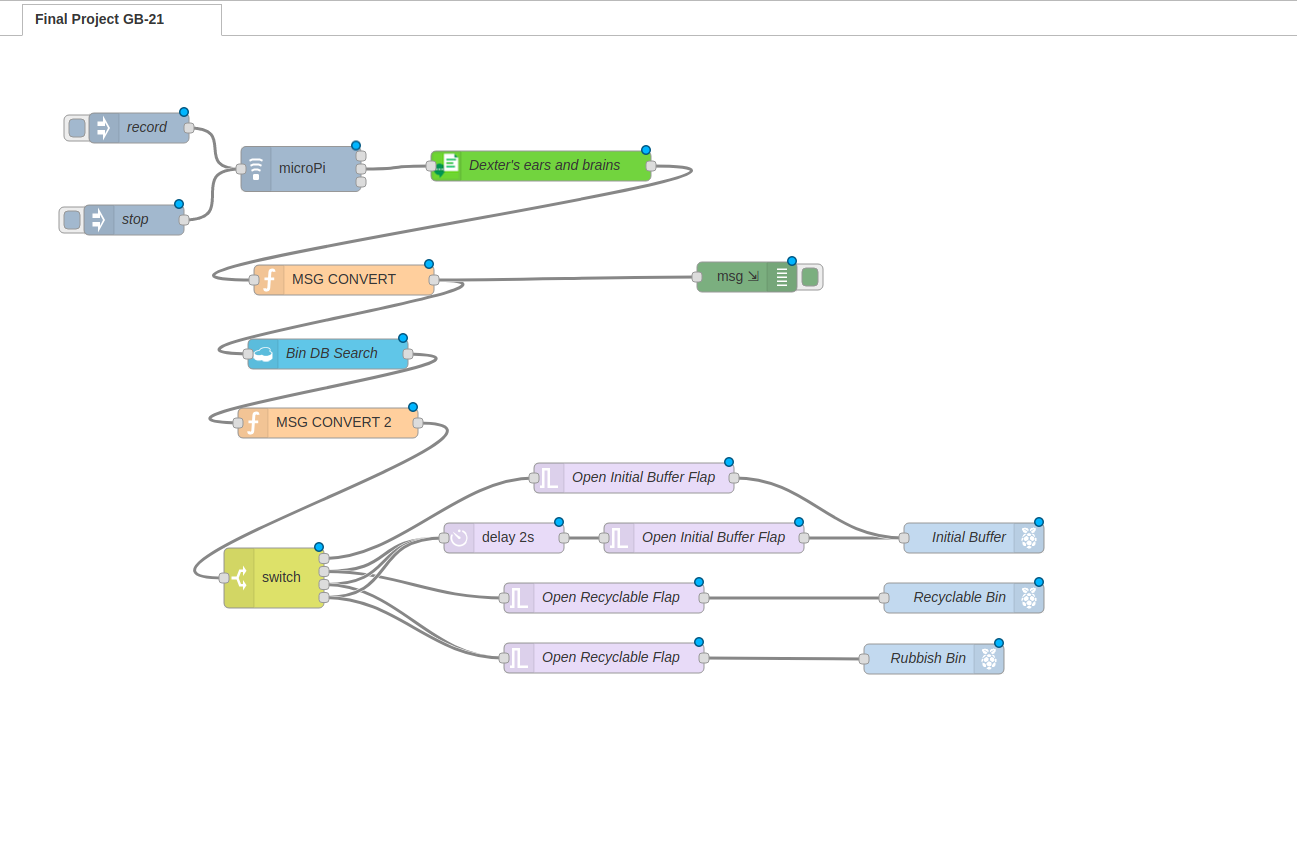 Final Project GB-21
record
microPi
Dexter's ears and brains
stop
MSG CONVERT
msg ⇲
Bin DB Search
MSG CONVERT 2
Open Initial Buffer Flap
delay 2s
Open Initial Buffer Flap
Initial Buffer
switch
Open Recyclable Flap
Recyclable Bin
Open Recyclable Flap
Rubbish Bin